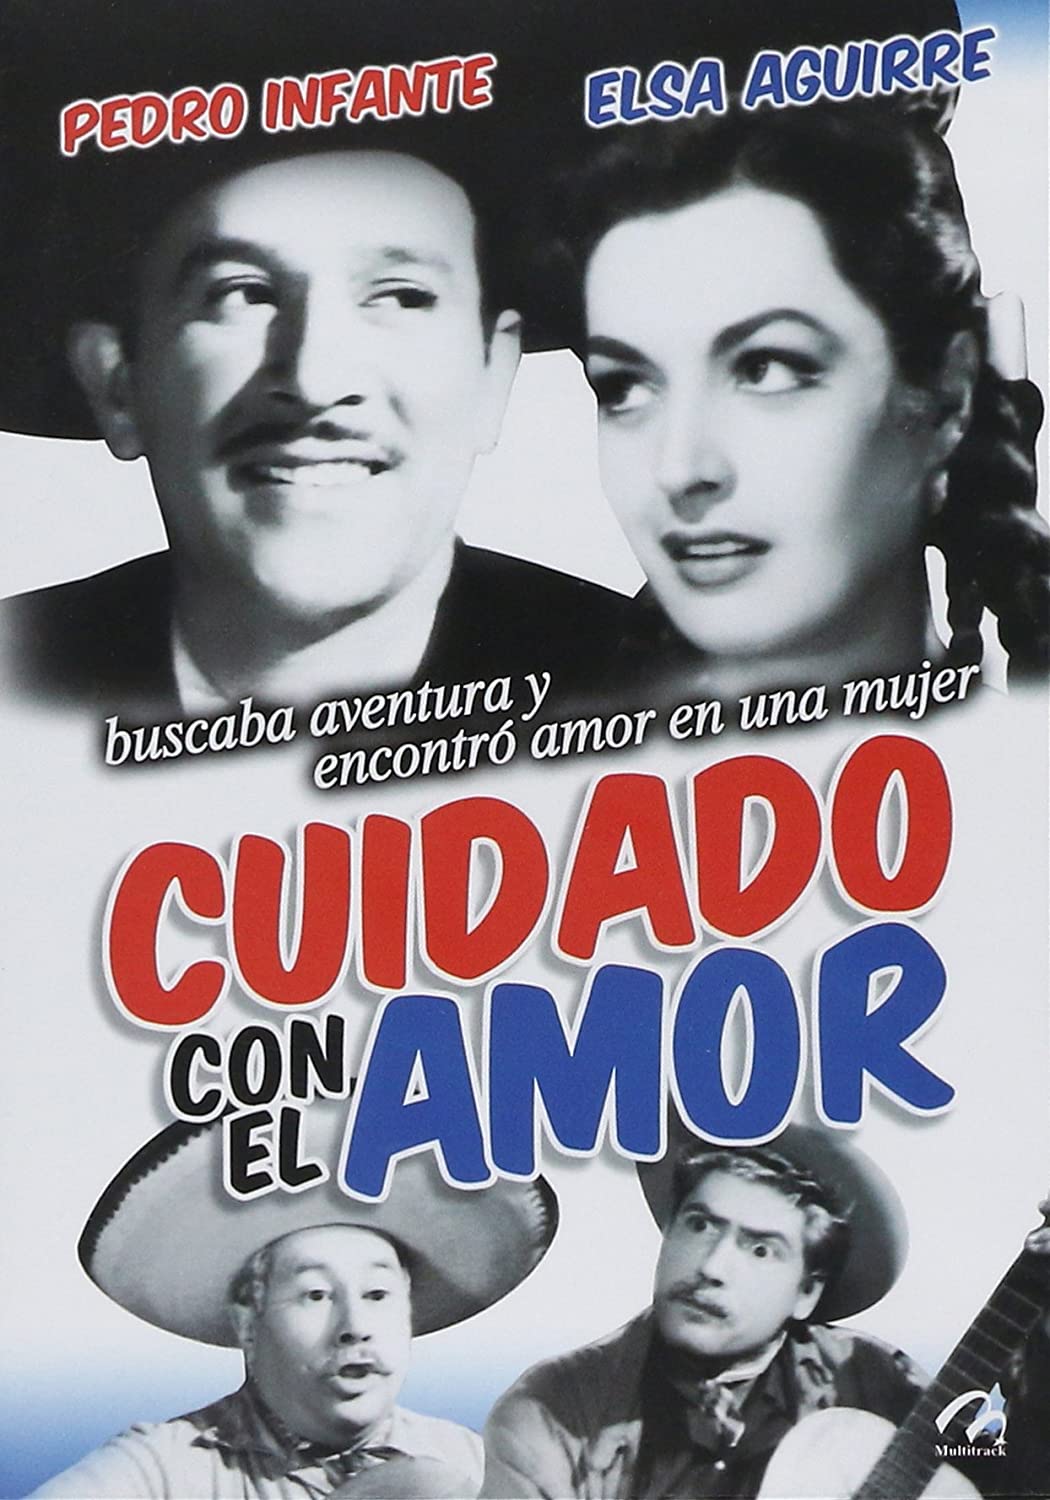 PEDRO INFANTE
ELSA AGUIRRE
buscaba aventura y
encontró amor en una mujer
CUIDADO
CON
EL
AMOR
Multitrack